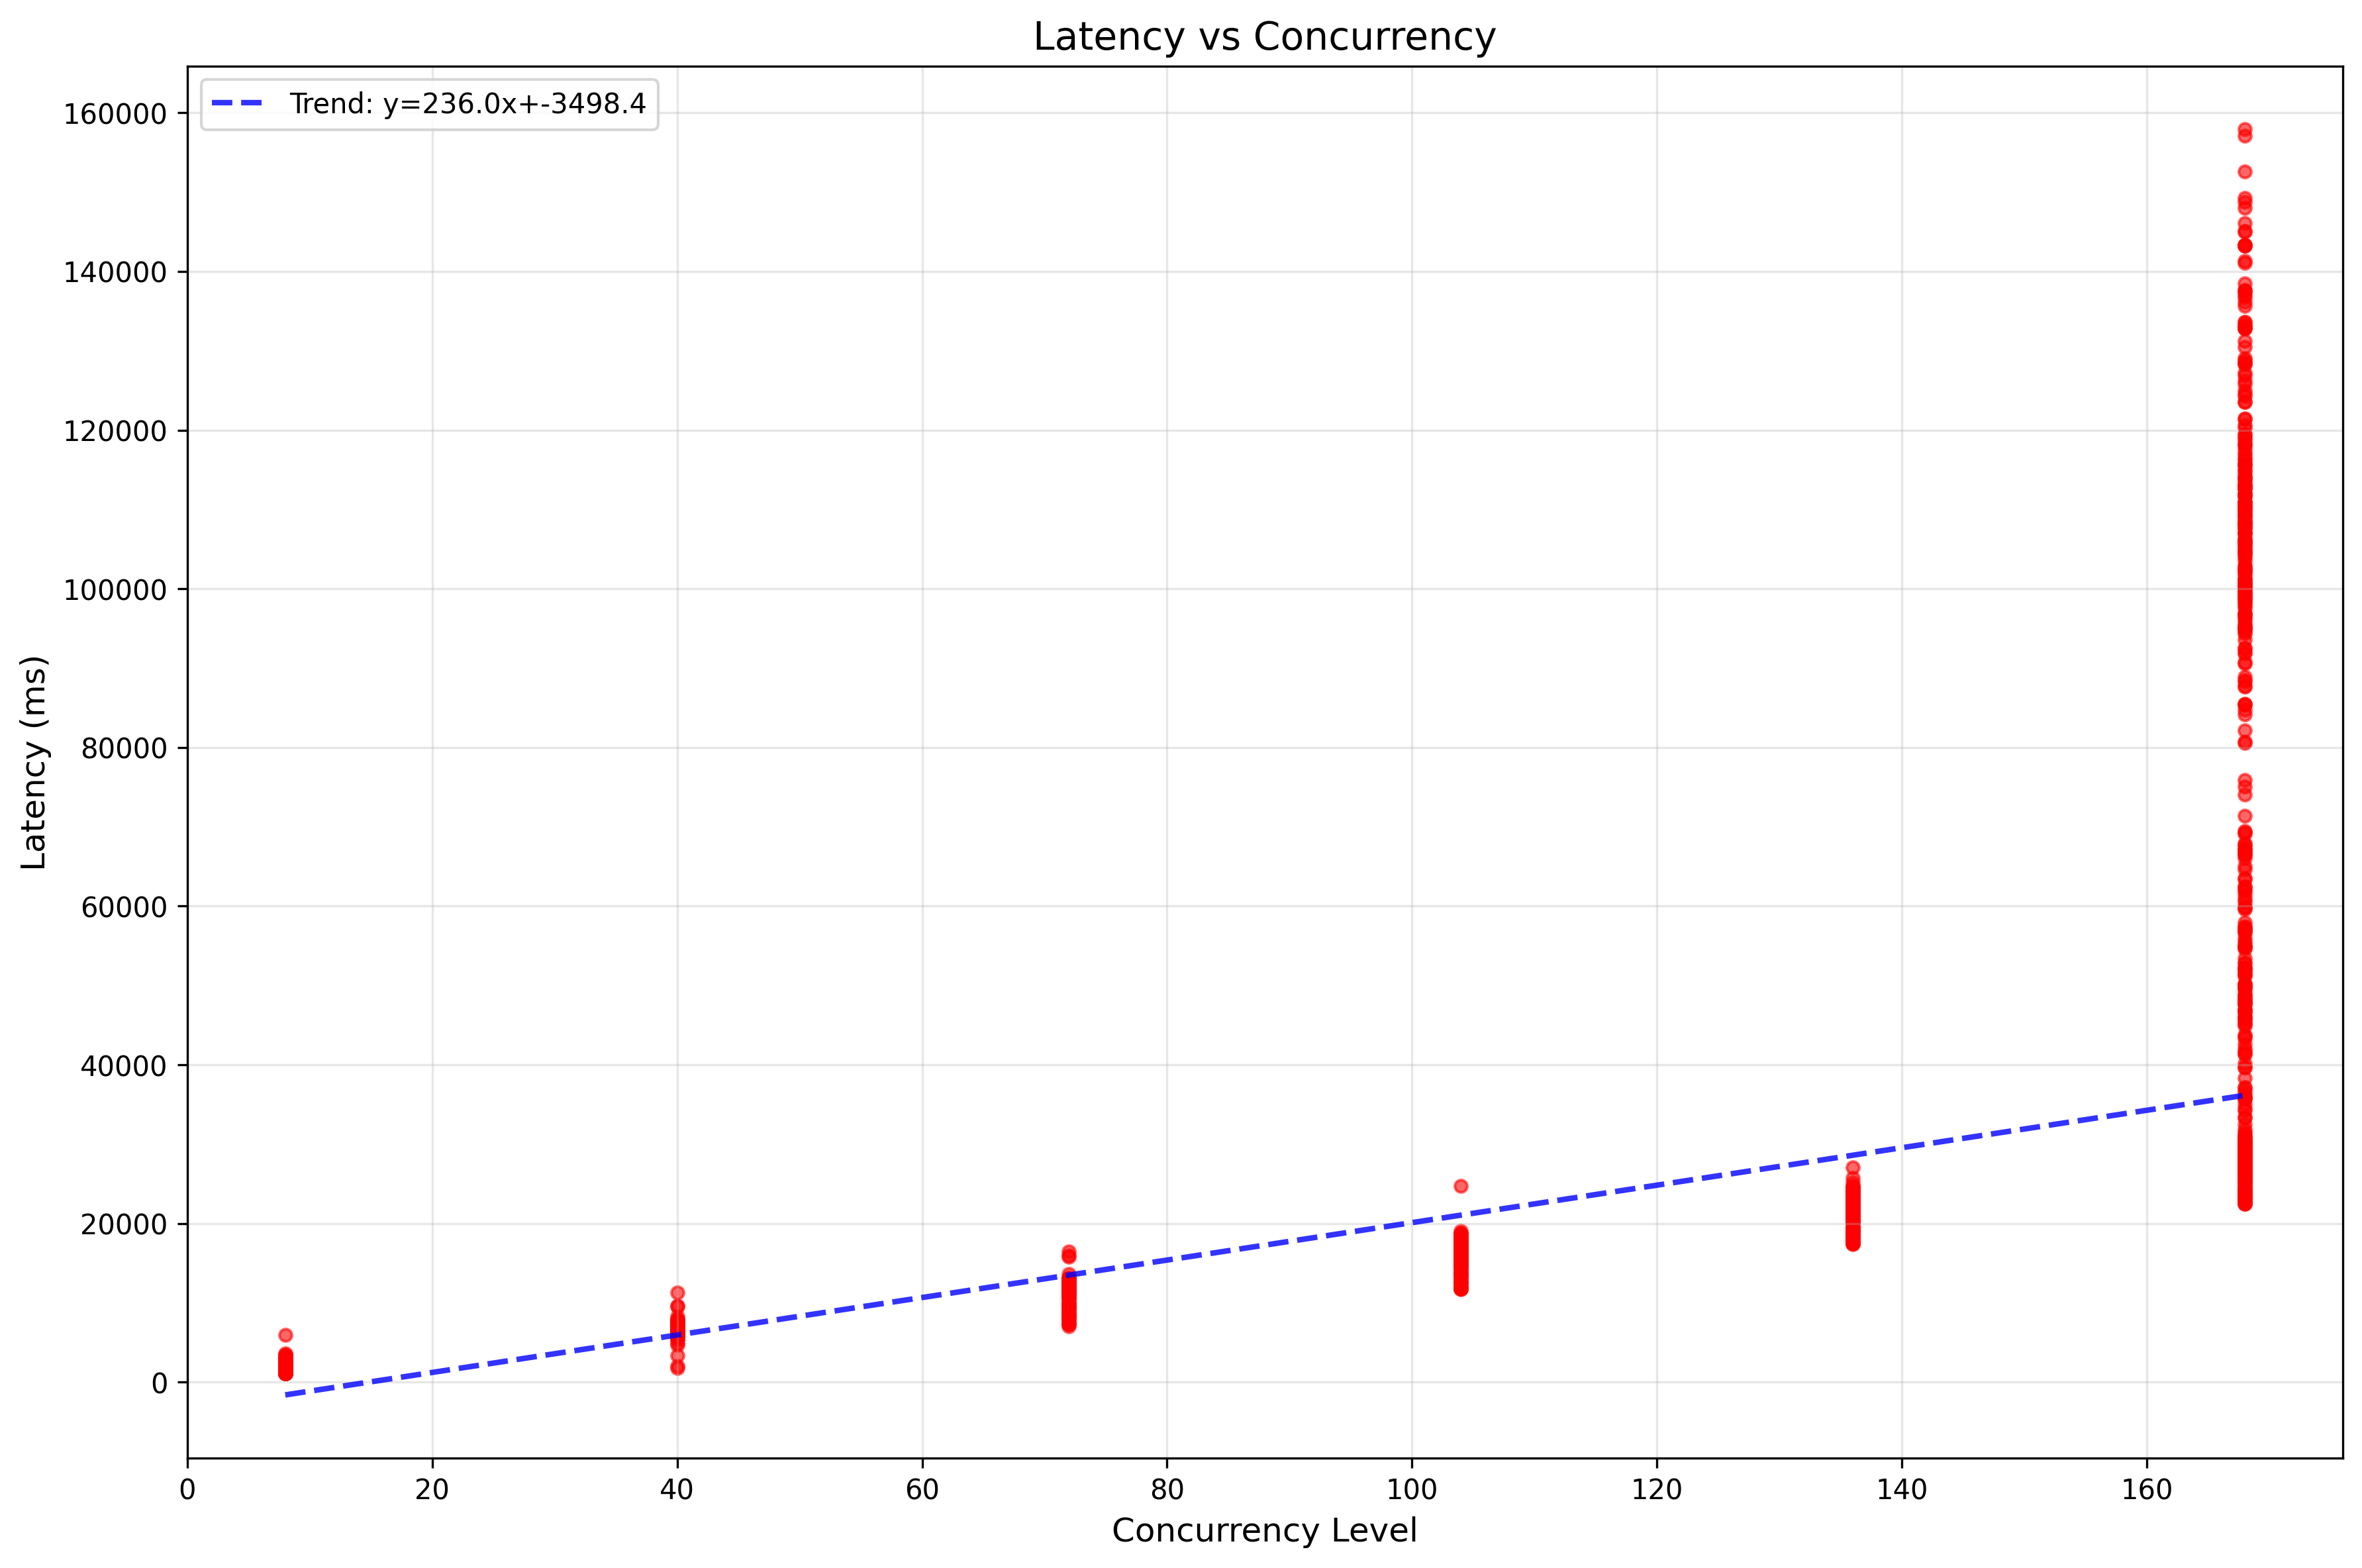 Latency vs Concurrency
Trend: y=236.0x+-3498.4
160000
140000
120000
100000
80000
60000
40000
20000
0
Latency (ms)
0 20 40 60 80 100 120 140 160
Concurrency Level